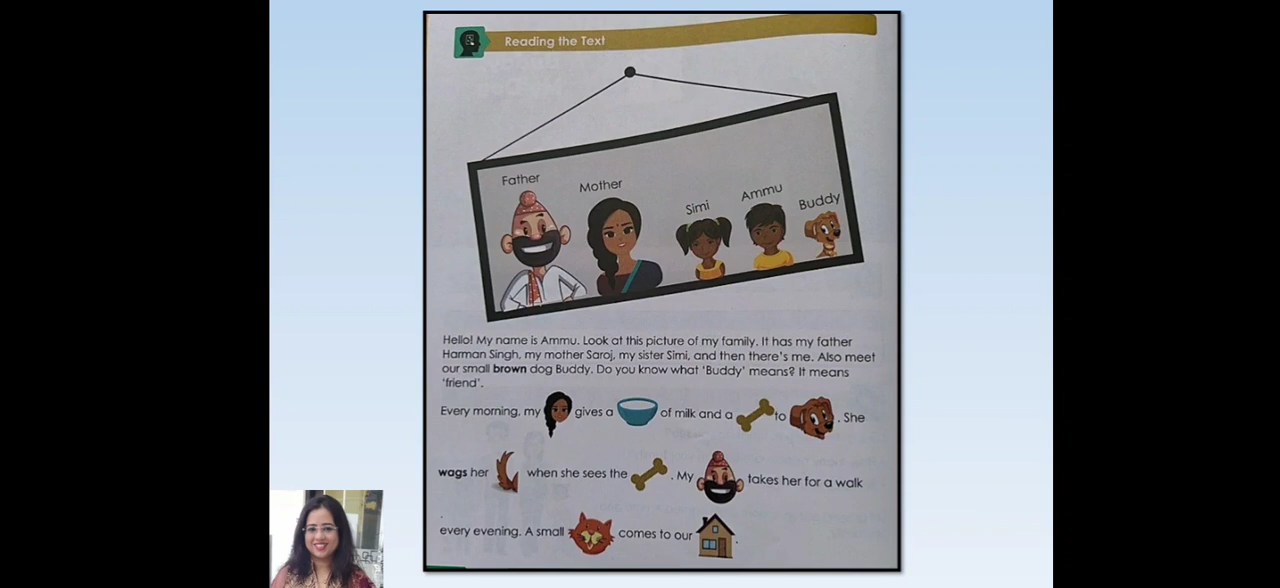 Reading the Text
Father
Mother
Simi
Ammu
Buddy
Hello! My name is Ammu. Look at this picture of my family. It has my father
Harman Singh, my mother Saroj, my sister Simi, and then there's me. Also meet
our small brown dog Buddy. Do you know what 'Buddy' means? It means
'friend'.
Every morning, my gives a of milk and a to . She
wags her when she sees the . My takes her for a walk
every evening. A small comes to our .